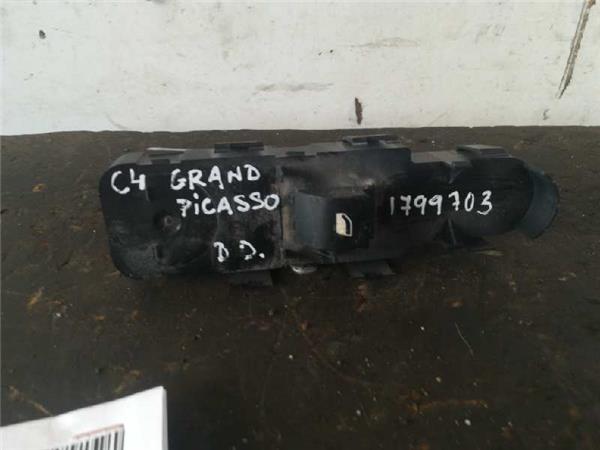 C4 GRAND
PICASSO
D D.
1799703